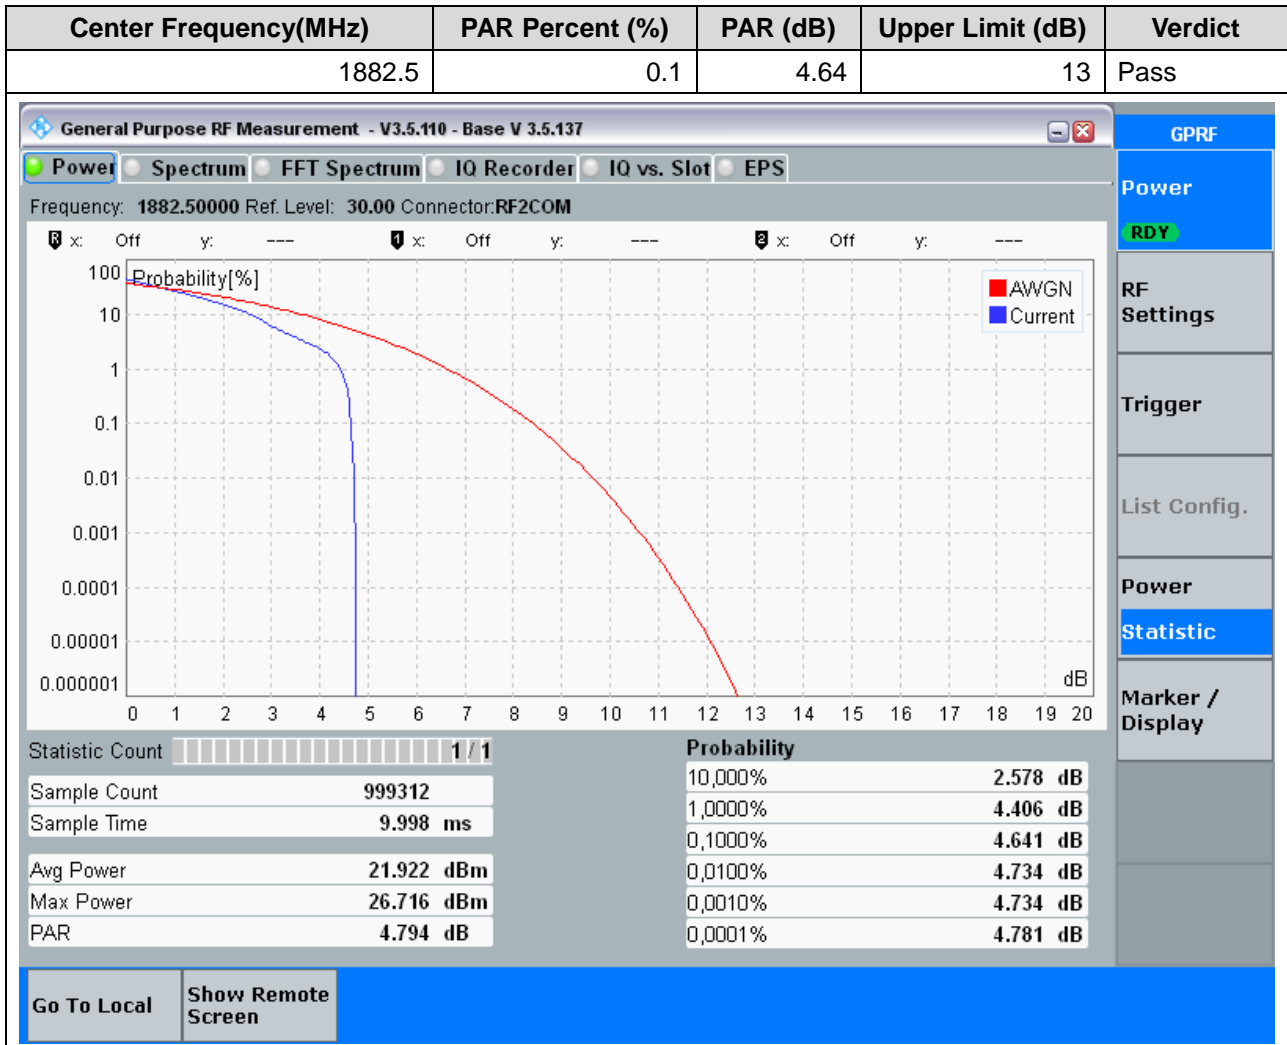 Center Frequency(MHz) PAR Percent (%) PAR (dB) Upper Limit (dB) Verdict
1882.5 0.1 4.64 13 Pass
General Purpose RF Measurement - V3.5.110 - Base V 3.5.137
GPRF
Power Spectrum FFT Spectrum IQ Recorder IQ vs. Slot EPS
Frequency: 1882.50000 Ref. Level: 30.00 Connector:RF2COM
R x: Off y: --- 1 x: Off y: --- 2 x: Off y: ---
Probability[%]
100
10
1
0.1
0.01
0.001
0.0001
0.00001
0.000001
AWGN
Current
dB
0 1 2 3 4 5 6 7 8 9 10 11 12 13 14 15 16 17 18 19 20
Statistic Count 1 / 1
Sample Count 999312
Sample Time 9.998 ms
Avg Power 21.922 dBm
Max Power 26.716 dBm
PAR 4.794 dB
Probability
10,000% 2.578 dB
1,0000% 4.406 dB
0,1000% 4.641 dB
0,0100% 4.734 dB
0,0010% 4.734 dB
0,0001% 4.781 dB
Power
RDY
RF
Settings
Trigger
List Config.
Power
Statistic
Marker /
Display
Go To Local
Show Remote
Screen